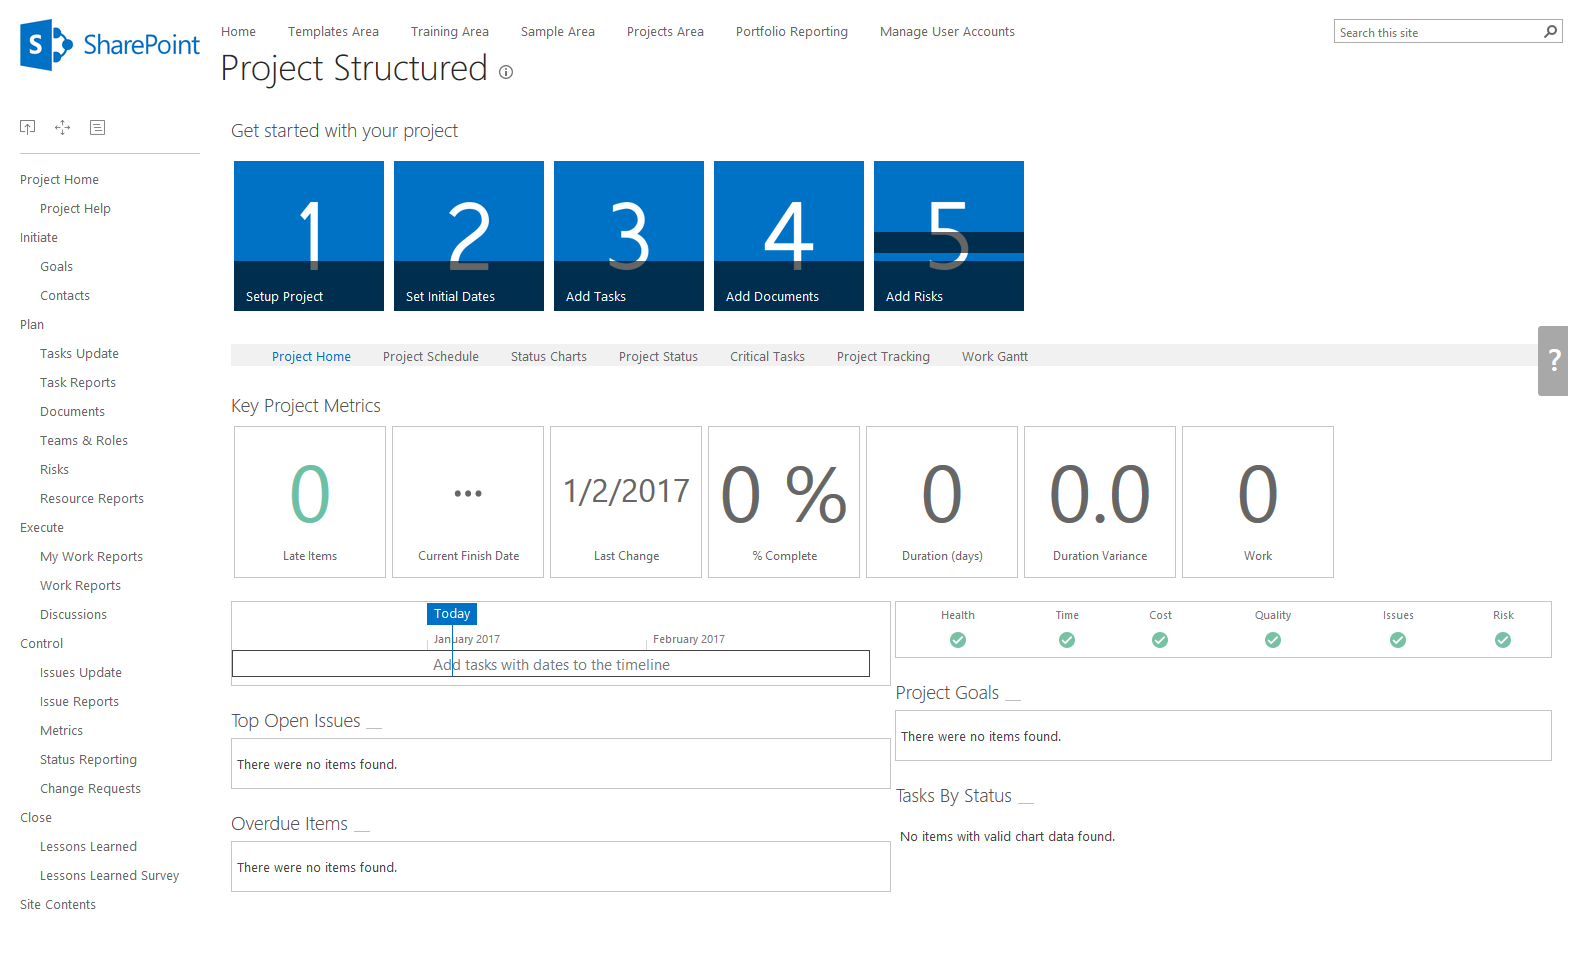 SharePoint
Home Templates Area Training Area Sample Area Projects Area Portfolio Reporting Manage User Accounts
Search this site
Project Structured
Get started with your project
1 2 3 4 5
Setup Project Set Initial Dates Add Tasks Add Documents Add Risks
Project Home
Project Help
Initiate
Goals
Contacts
Plan
Tasks Update
Task Reports
Documents
Teams & Roles
Risks
Resource Reports
Execute
My Work Reports
Work Reports
Discussions
Control
Issues Update
Issue Reports
Metrics
Status Reporting
Change Requests
Close
Lessons Learned
Lessons Learned Survey
Site Contents
Project Home Project Schedule Status Charts Project Status Critical Tasks Project Tracking Work Gantt
?
Key Project Metrics
0 ... 1/2/2017 0 % 0 0.0 0
Late Items Current Finish Date Last Change % Complete Duration (days) Duration Variance Work
Today
January 2017 February 2017
Add tasks with dates to the timeline
Health Time Cost Quality Issues Risk
Top Open Issues
There were no items found.
Overdue Items
There were no items found.
Project Goals
There were no items found.
Tasks By Status
No items with valid chart data found.